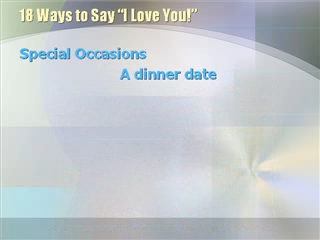 18 Ways to Say “I Love You!”
Special Occasions
A dinner date